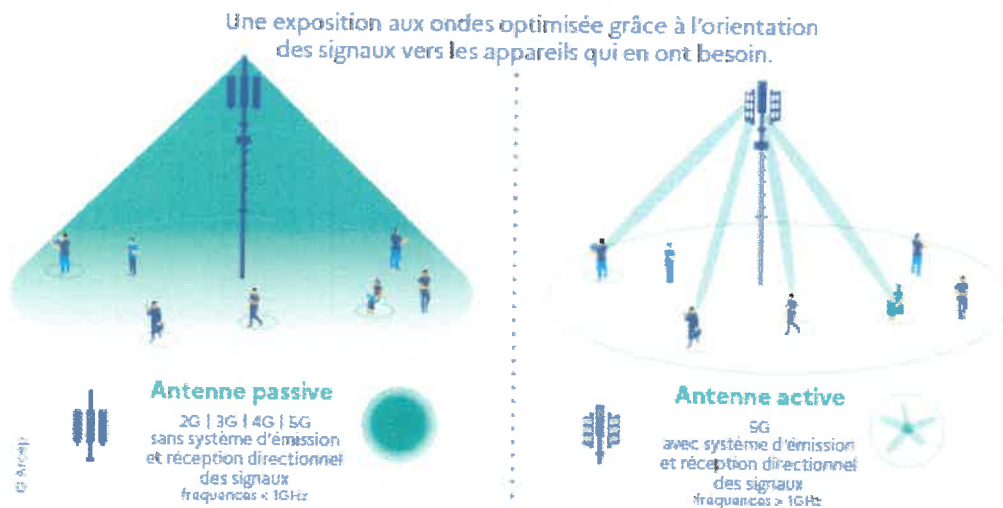 Une exposition aux ondes optimisée grâce à l'orientation
des signaux vers les appareils qui en ont besoin.
Antenne passive
2G | 3G | 4G | 5G
sans système d'émission
et réception directionnel
des signaux
fréquences < 1GHz
© Arcep
Antenne active
5G
avec système d'émission
et réception directionnel
des signaux
fréquences > 1GHz